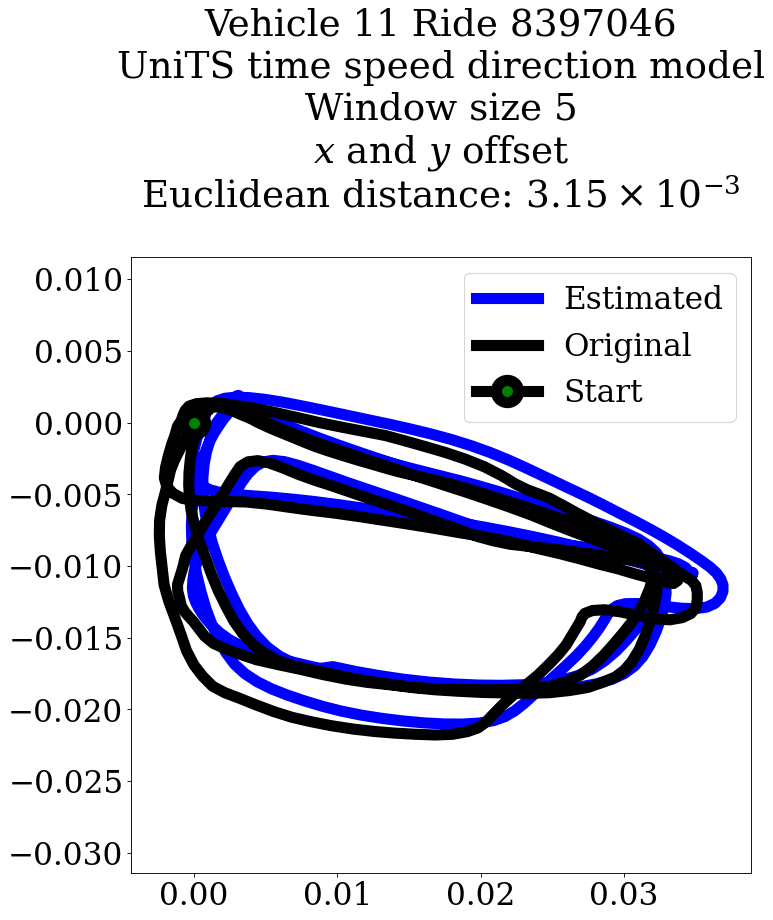 Vehicle 11 Ride 8397046
UniTS time speed direction model
Window size 5
x and y offset
Euclidean distance: 3.15 × 10⁻³
Estimated
Original
Start
0.010
0.005
0.000
−0.005
−0.010
−0.015
−0.020
−0.025
−0.030
0.00 0.01 0.02 0.03